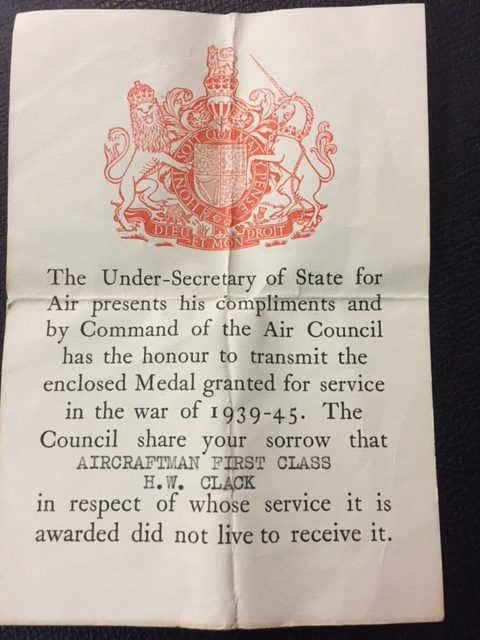 HONI SOIT QUI MAL Y PENSE
DIEU
ET MON DROIT
The Under-Secretary of State for
Air presents his compliments and
by Command of the Air Council
has the honour to transmit the
enclosed Medal granted for service
in the war of 1939-45. The
Council share your sorrow that
AIRCRAFTMAN FIRST CLASS
H.W. CLACK
in respect of whose service it is
awarded did not live to receive it.